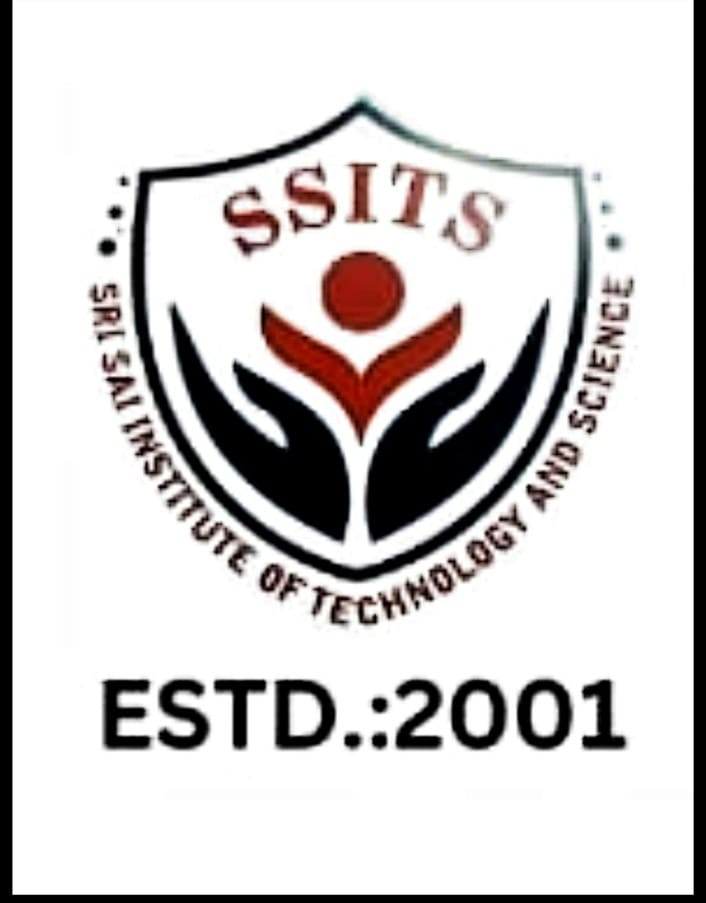 SSITS
SRI SAI INSTITUTE OF TECHNOLOGY AND SCIENCE
ESTD.:2001